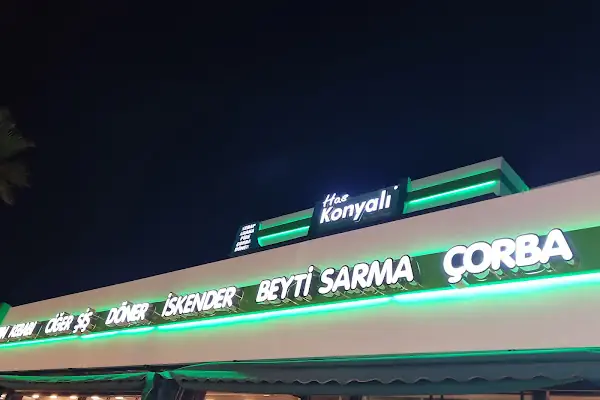 Has
Konyalı
KEBAP
CİĞER ŞİŞ
DÖNER
İSKENDER
BEYTİ SARMA
ÇORBA